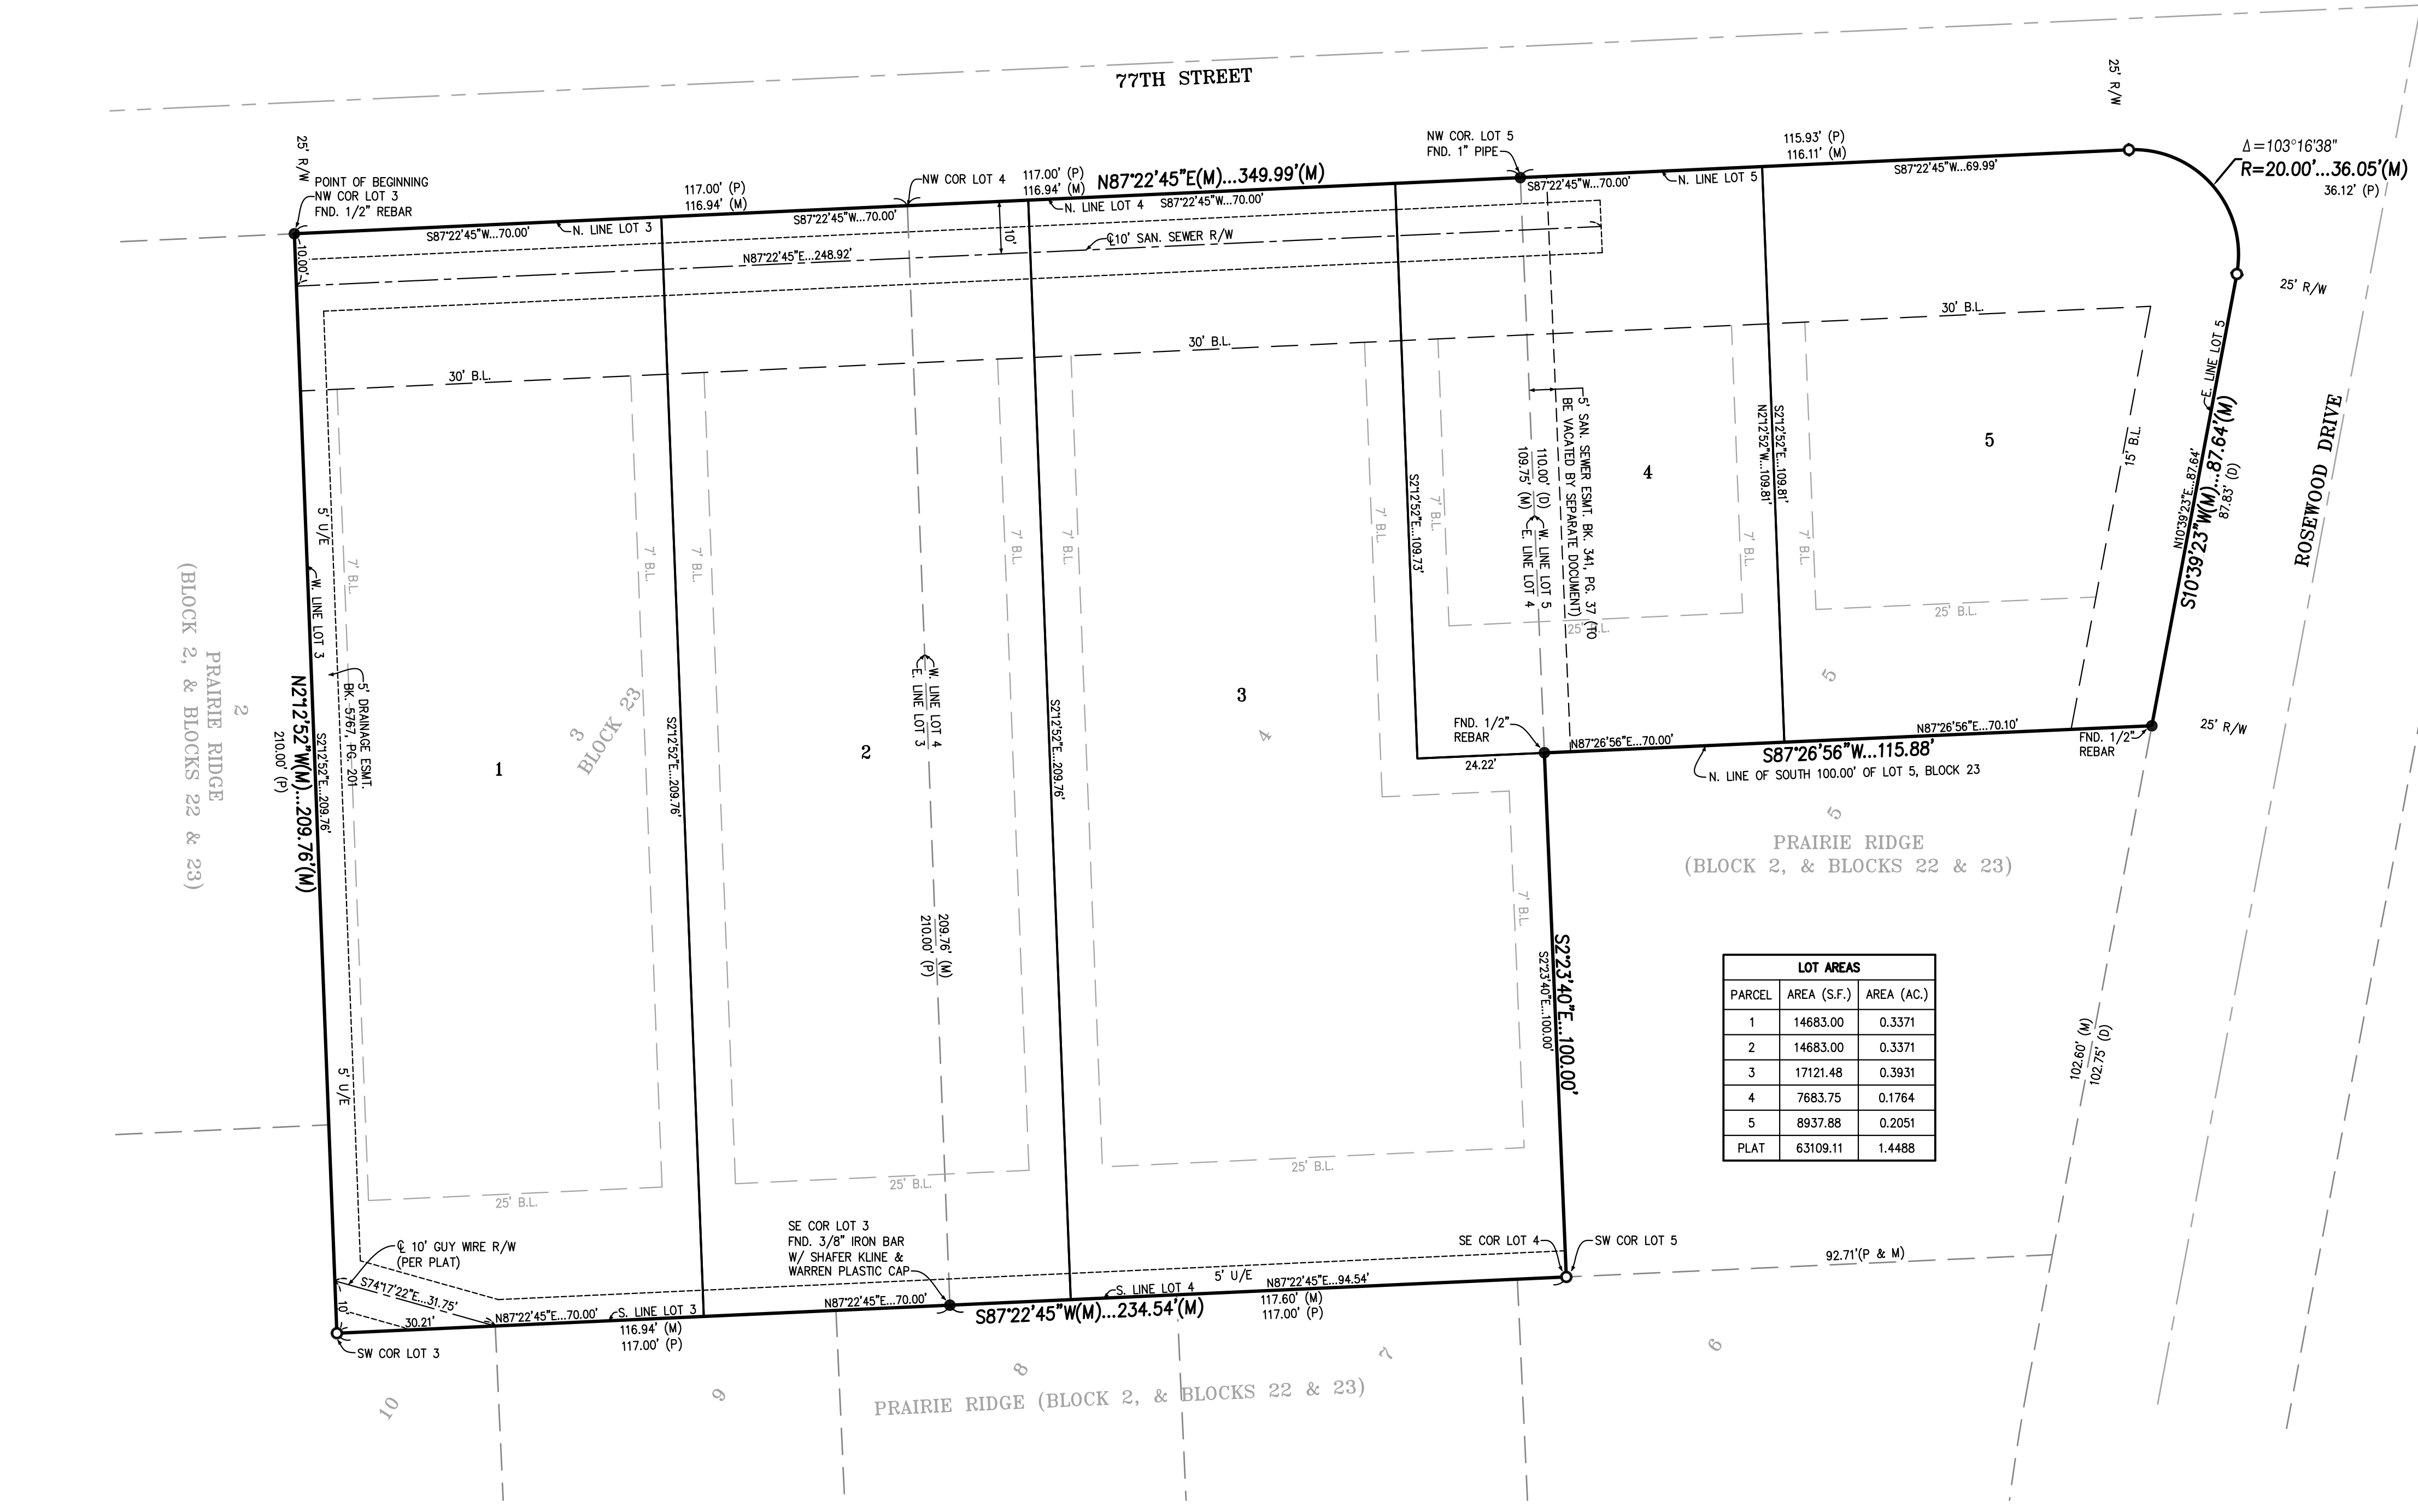 77TH STREET
25' R/W
25' R/W
POINT OF BEGINNING
NW COR LOT 3
FND. 1/2" REBAR
117.00' (P)
116.94' (M)
NW COR LOT 4
117.00' (P)
116.94' (M)
N87°22'45"E(M)...349.99'(M)
NW COR. LOT 5
FND. 1" PIPE
115.93' (P)
116.11' (M)
Δ=103°16'38"
R=20.00'...36.05'(M)
36.12' (P)
S87°22'45"W...70.00'
N. LINE LOT 3
S87°22'45"W...70.00'
N. LINE LOT 4
S87°22'45"W...70.00'
S87°22'45"W...70.00'
N. LINE LOT 5
S87°22'45"W...69.99'
10.00'
N87°22'45"E...248.92'
10'
℄10' SAN. SEWER R/W
25' R/W
30' B.L.
30' B.L.
30' B.L.
E. LINE LOT 5
15' B.L.
N10°39'23"E...87.64'
S10°39'23"W(M)...87.64'(M)
87.83' (D)
ROSEWOOD DRIVE
5' U/E
W. LINE LOT 3
7' B.L.
7' B.L.
7' B.L.
7' B.L.
7' B.L.
7' B.L.
7' B.L.
7' B.L.
7' B.L.
S2°12'52"E...109.73'
110.00' (D)
109.75' (M)
W. LINE LOT 5
E. LINE LOT 4
5' SAN. SEWER ESMT. BK. 341, PG. 37 (TO
BE VACATED BY SEPARATE DOCUMENT)
4
N2°12'52"W...109.81'
S2°12'52"E...109.81'
5
25' B.L.
25' B.L.
2
PRAIRIE RIDGE
(BLOCK 2, & BLOCKS 22 & 23)
N2°12'52"W(M)...209.76'(M)
210.00' (P)
S2°12'52"E...209.76'
5' DRAINAGE ESMT.
BK. 5767, PG. 201
1
3
BLOCK 23
S2°12'52"E...209.76'
2
W. LINE LOT 4
E. LINE LOT 3
209.76' (M)
210.00' (P)
S2°12'52"E...209.76'
3
4
5
FND. 1/2"
REBAR
24.22'
N87°26'56"E...70.00'
S87°26'56"W...115.88'
N87°26'56"E...70.10'
N. LINE OF SOUTH 100.00' OF LOT 5, BLOCK 23
FND. 1/2"
REBAR
25' R/W
5
PRAIRIE RIDGE
(BLOCK 2, & BLOCKS 22 & 23)
7' B.L.
S2°23'40"E...100.00'
S2°23'40"E...100.00'
LOT AREAS
PARCEL AREA (S.F.) AREA (AC.)
1 14683.00 0.3371
2 14683.00 0.3371
3 17121.48 0.3931
4 7683.75 0.1764
5 8937.88 0.2051
PLAT 63109.11 1.4488
102.60' (M)
102.75' (D)
5' U/E
25' B.L.
25' B.L.
25' B.L.
℄ 10' GUY WIRE R/W
(PER PLAT)
S74°17'22"E...31.75'
10'
30.21'
SW COR LOT 3
N87°22'45"E...70.00'
S. LINE LOT 3
116.94' (M)
117.00' (P)
SE COR LOT 3
FND. 3/8" IRON BAR
W/ SHAFER KLINE &
WARREN PLASTIC CAP
N87°22'45"E...70.00'
S87°22'45"W(M)...234.54'(M)
S. LINE LOT 4
5' U/E
N87°22'45"E...94.54'
117.60' (M)
117.00' (P)
SE COR LOT 4
SW COR LOT 5
92.71'(P & M)
10
9
8
7
6
PRAIRIE RIDGE (BLOCK 2, & BLOCKS 22 & 23)